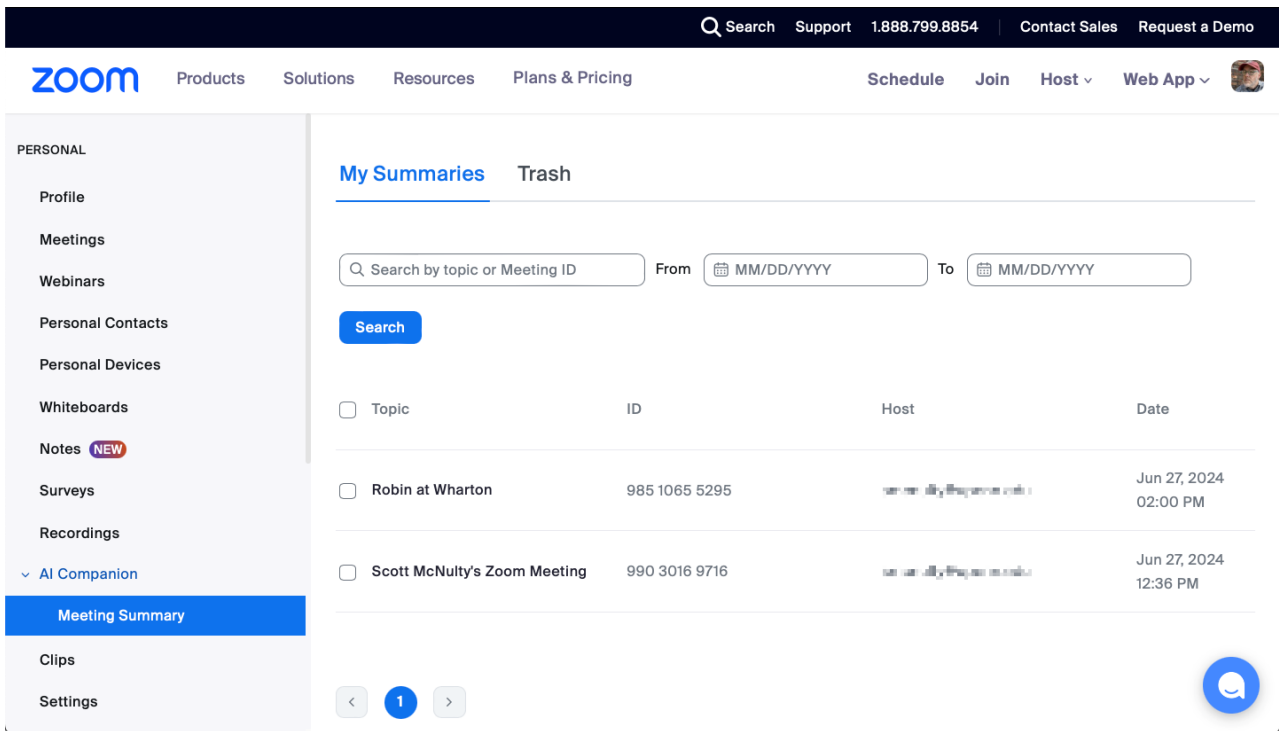 Search Support 1.888.799.8854 Contact Sales Request a Demo
zoom Products Solutions Resources Plans & Pricing Schedule Join Host Web App
PERSONAL
Profile
Meetings
Webinars
Personal Contacts
Personal Devices
Whiteboards
Notes NEW
Surveys
Recordings
AI Companion
Meeting Summary
Clips
Settings
My Summaries Trash
Search by topic or Meeting ID From MM/DD/YYYY To MM/DD/YYYY
Search
Topic ID Host Date
Robin at Wharton 985 1065 5295 Jun 27, 2024
02:00 PM
Scott McNulty's Zoom Meeting 990 3016 9716 Jun 27, 2024
12:36 PM
1